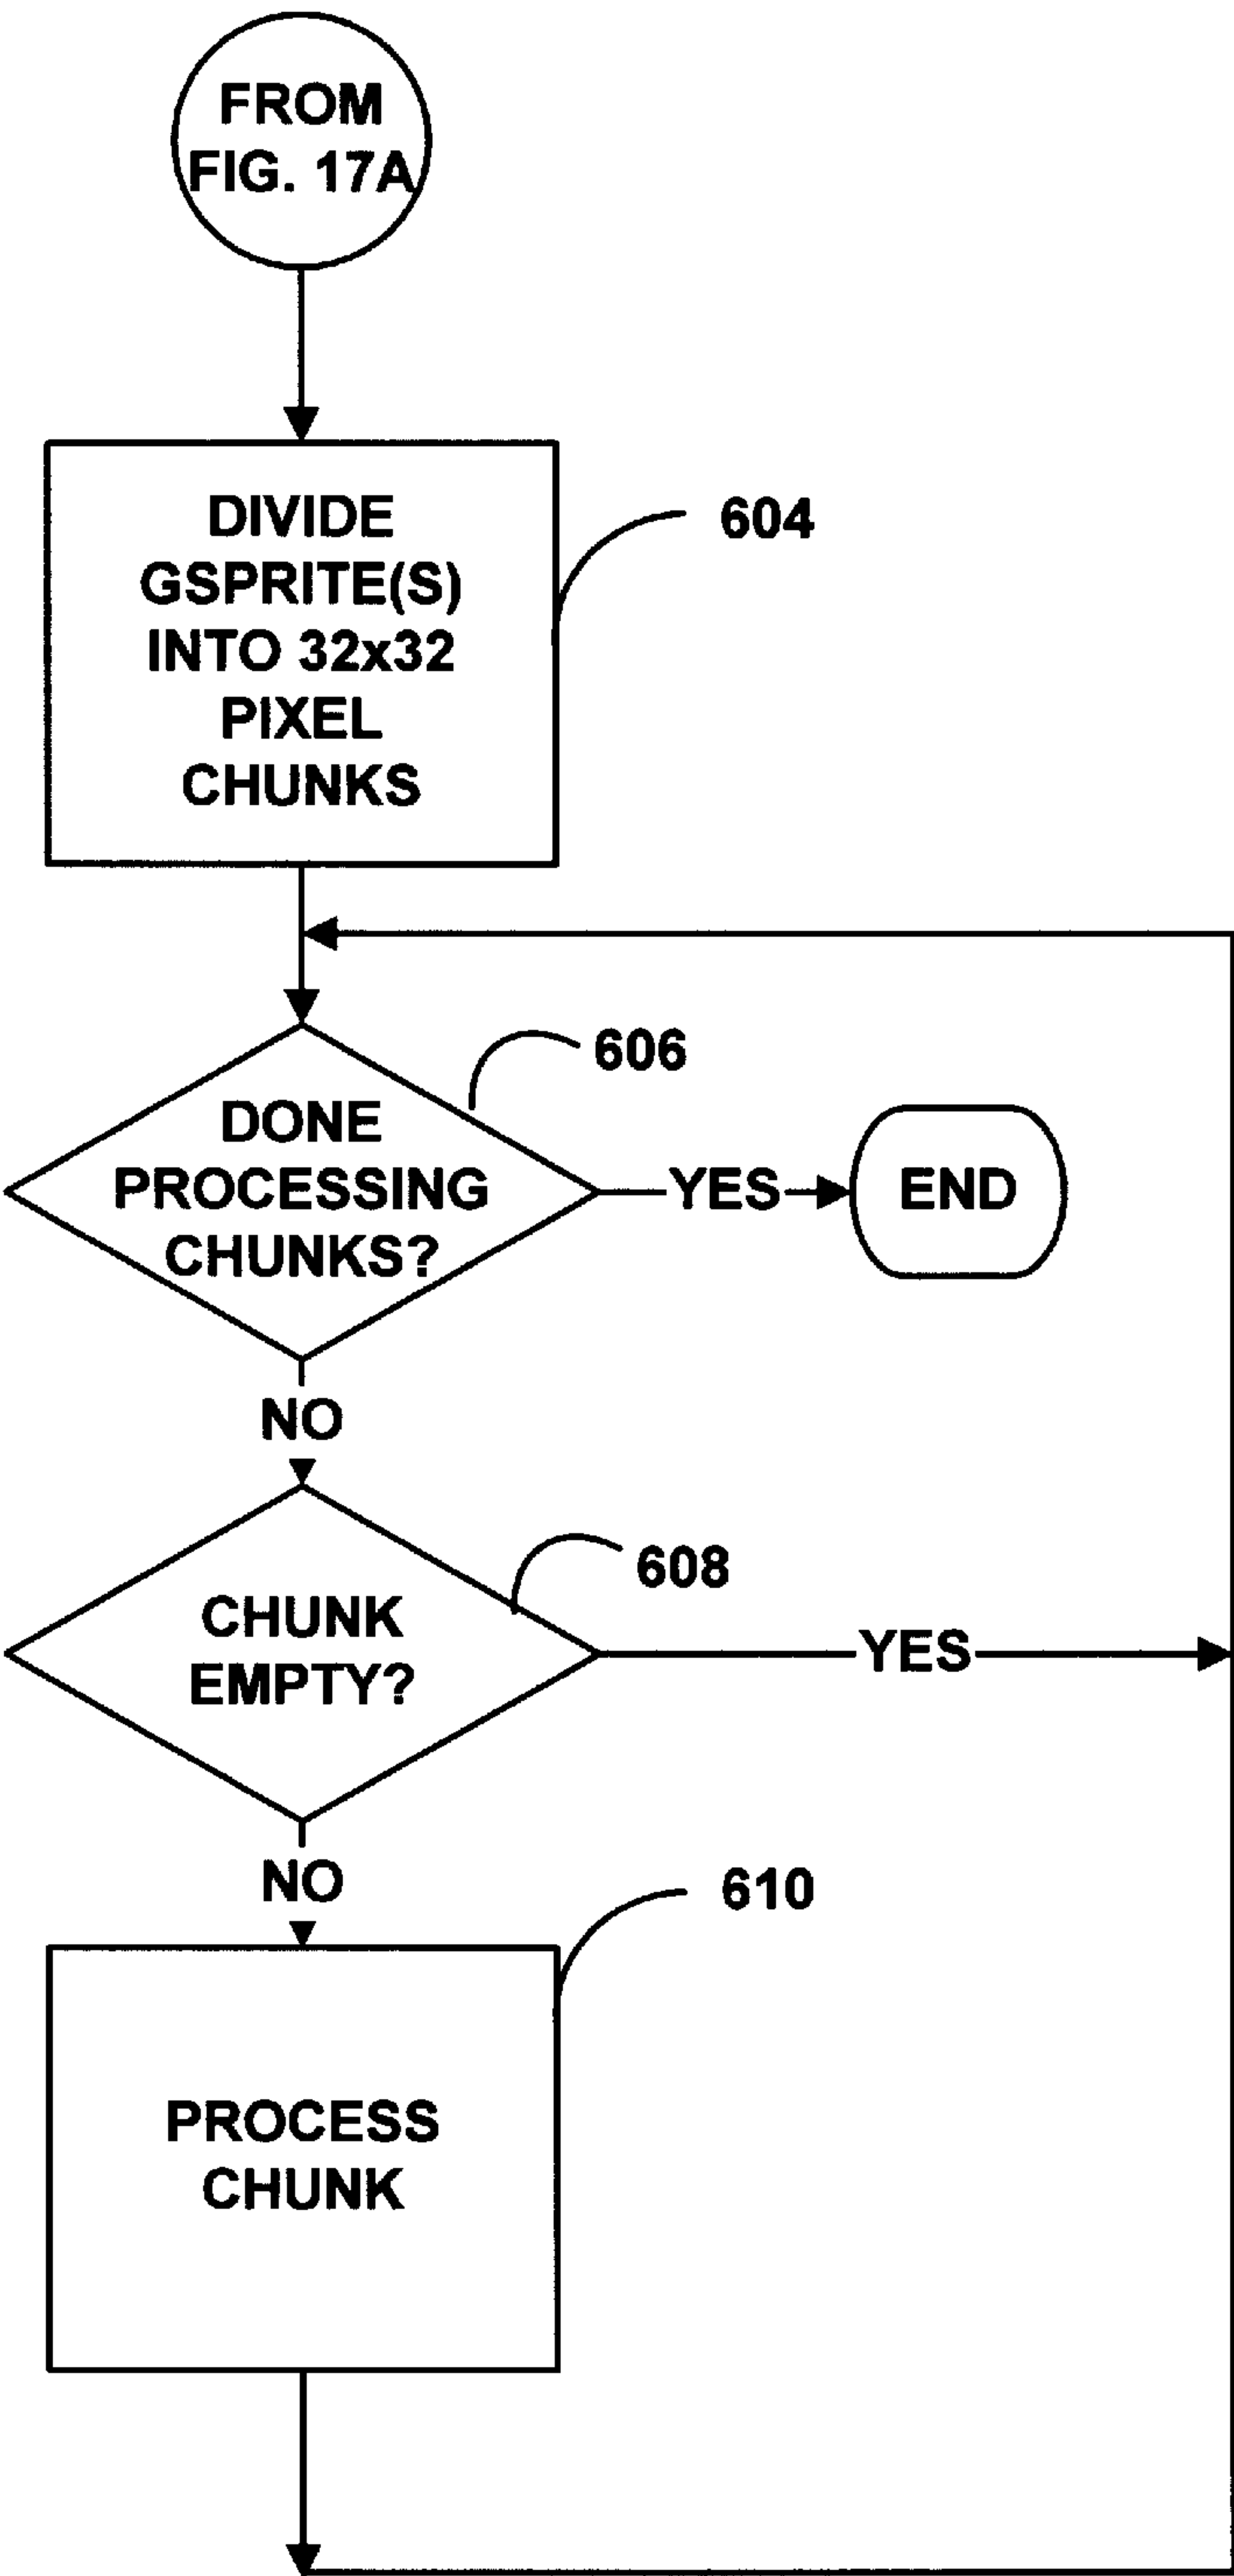 FROM
FIG. 17A
DIVIDE
GSPRITE(S)
INTO 32x32
PIXEL
CHUNKS
604
606
DONE
PROCESSING
CHUNKS?
YES
END
NO
608
CHUNK
EMPTY?
YES
NO
610
PROCESS
CHUNK